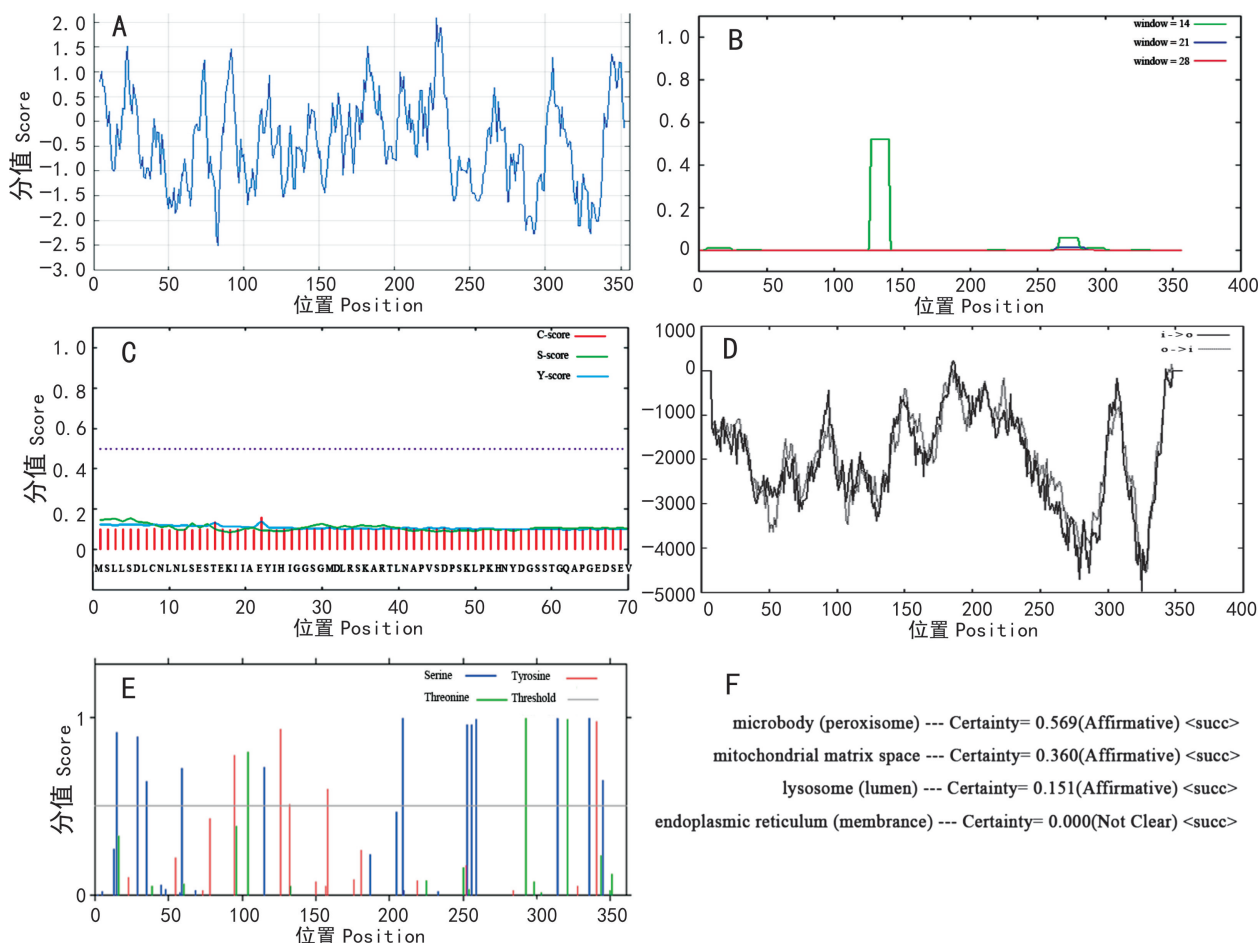 A
2.0
1.5
1.0
0.5
0
−0.5
−1.0
−1.5
−2.0
−2.5
−3.0
分值 Score
0 50 100 150 200 250 300 350
位置 Position
B
window = 14
window = 21
window = 28
1.0
0.8
0.6
0.4
0.2
0
0 50 100 150 200 250 300 350 400
位置 Position
C
C-score
S-score
Y-score
1.0
0.8
0.6
0.4
0.2
0
分值 Score
MSLLSDLCNLNLSESTEKIIAEYIHIGGSGMDLRSKARTLNAPVSDPSKLPKHNYDGSSTGQAPGEDSEV
0 10 20 30 40 50 60 70
位置 Position
D
i->o
o->i
1000
0
−1000
−2000
−3000
−4000
−5000
0 50 100 150 200 250 300 350 400
位置 Position
E
Serine
Tyrosine
Threonine
Threshold
1
0
分值 Score
0 50 100 150 200 250 300 350
位置 Position
F
microbody (peroxisome) --- Certainty= 0.569(Affirmative) <succ>
mitochondrial matrix space --- Certainty= 0.360(Affirmative) <succ>
lysosome (lumen) --- Certainty= 0.151(Affirmative) <succ>
endoplasmic reticulum (membrance) --- Certainty= 0.000(Not Clear) <succ>